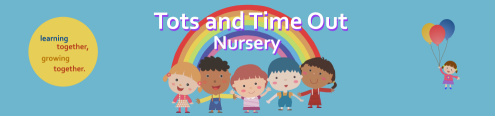 learning
together,
growing
together.
Tots and Time Out
Nursery